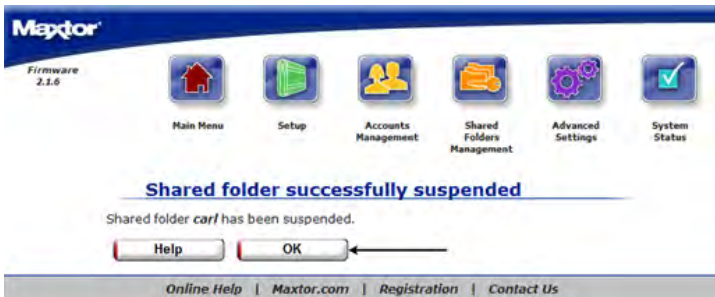 Maxtor
Firmware
2.1.6
Main Menu
Setup
Accounts
Management
Shared
Folders
Management
Advanced
Settings
System
Status
Shared folder successfully suspended
Shared folder carl has been suspended.
Help OK
Online Help | Maxtor.com | Registration | Contact Us